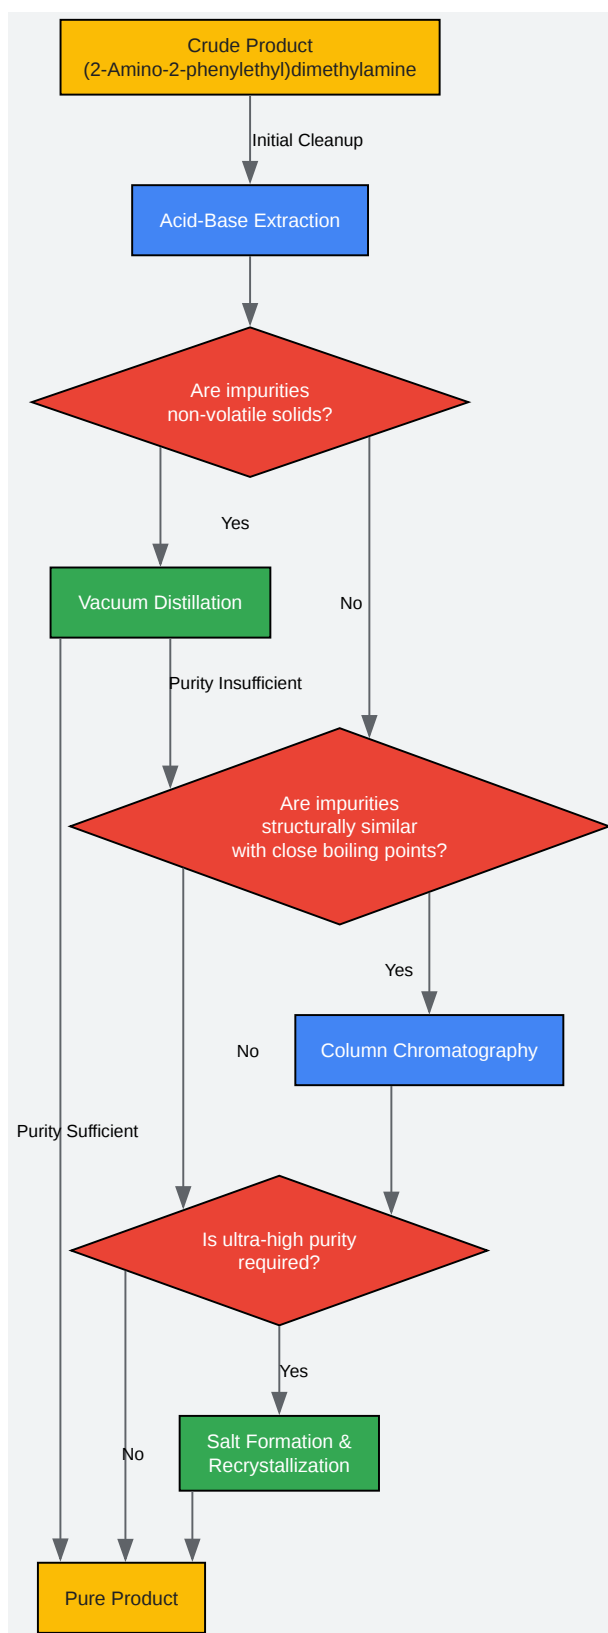 Crude Product
(2-Amino-2-phenylethyl)dimethylamine
Initial Cleanup
Acid-Base Extraction
Are impurities
non-volatile solids?
Yes
Vacuum Distillation
No
Purity Insufficient
Are impurities
structurally similar
with close boiling points?
Yes
No
Column Chromatography
Purity Sufficient
Is ultra-high purity
required?
Yes
Salt Formation &
Recrystallization
No
Pure Product